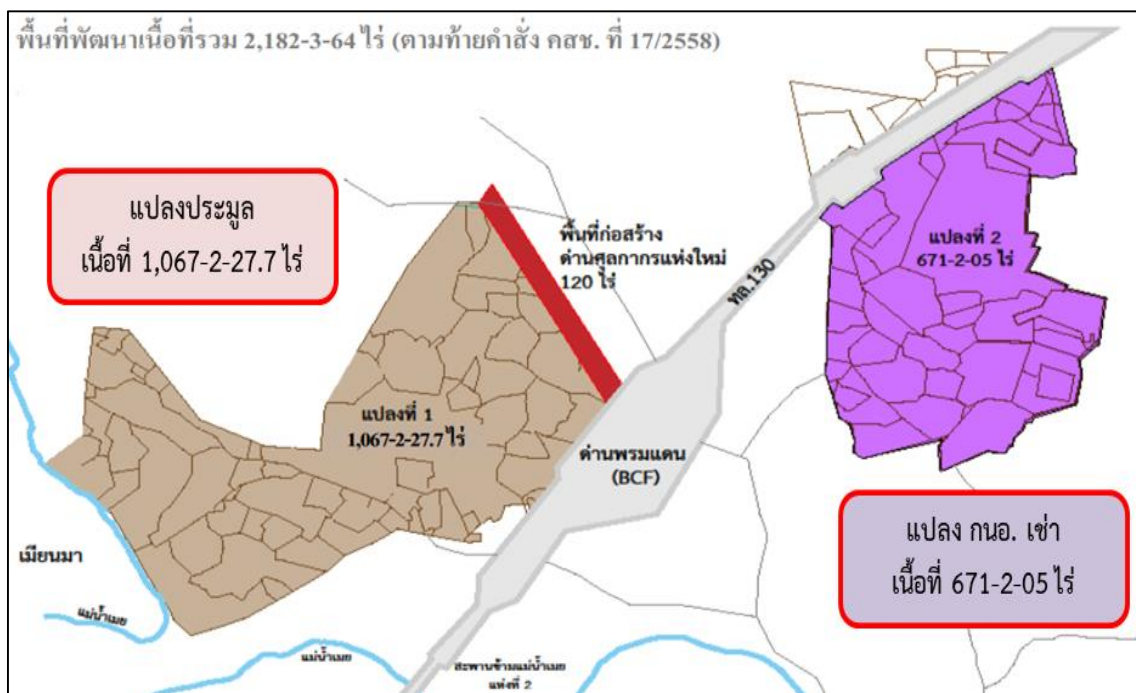 พื้นที่พัฒนาเนื้อที่รวม 2,182-3-64 ไร่ (ตามท้ายคำสั่ง คสช. ที่ 17/2558)
แปลงประมูล
เนื้อที่ 1,067-2-27.7 ไร่
พื้นที่ก่อสร้าง
ด่านศุลกากรแห่งใหม่
120 ไร่
ทล.130
แปลงที่ 2
671-2-05 ไร่
แปลงที่ 1
1,067-2-27.7 ไร่
ด่านพรมแดน
(BCF)
แปลง กนอ. เช่า
เนื้อที่ 671-2-05 ไร่
เมียนมา
แม่น้ำเมย
แม่น้ำเมย
สะพานข้ามแม่น้ำเมย
แห่งที่ 2